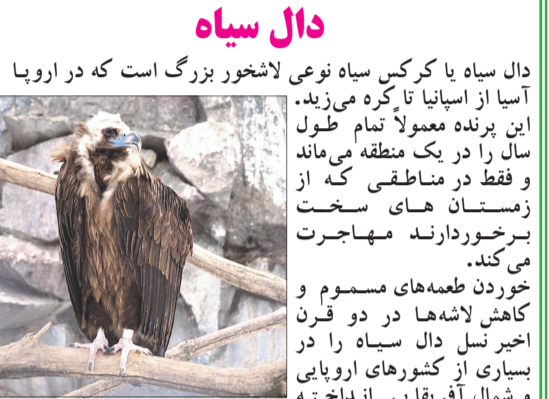 دال سیاه
دال سیاه یا کرکس سیاه نوعی لاشخور بزرگ است که در اروپا
آسیا از اسپانیا تا کره می‌زید.
این پرنده معمولاً تمام طول
سال را در یک منطقه می‌ماند
و فقط در مناطقی که از
زمستان های سخت
برخوردارند مهاجرت
می‌کند.
خوردن طعمه‌های مسموم و
کاهش لاشه‌ها در دو قرن
اخیر نسل دال سیاه را در
بسیاری از کشورهای اروپایی
و شمال آفریقا